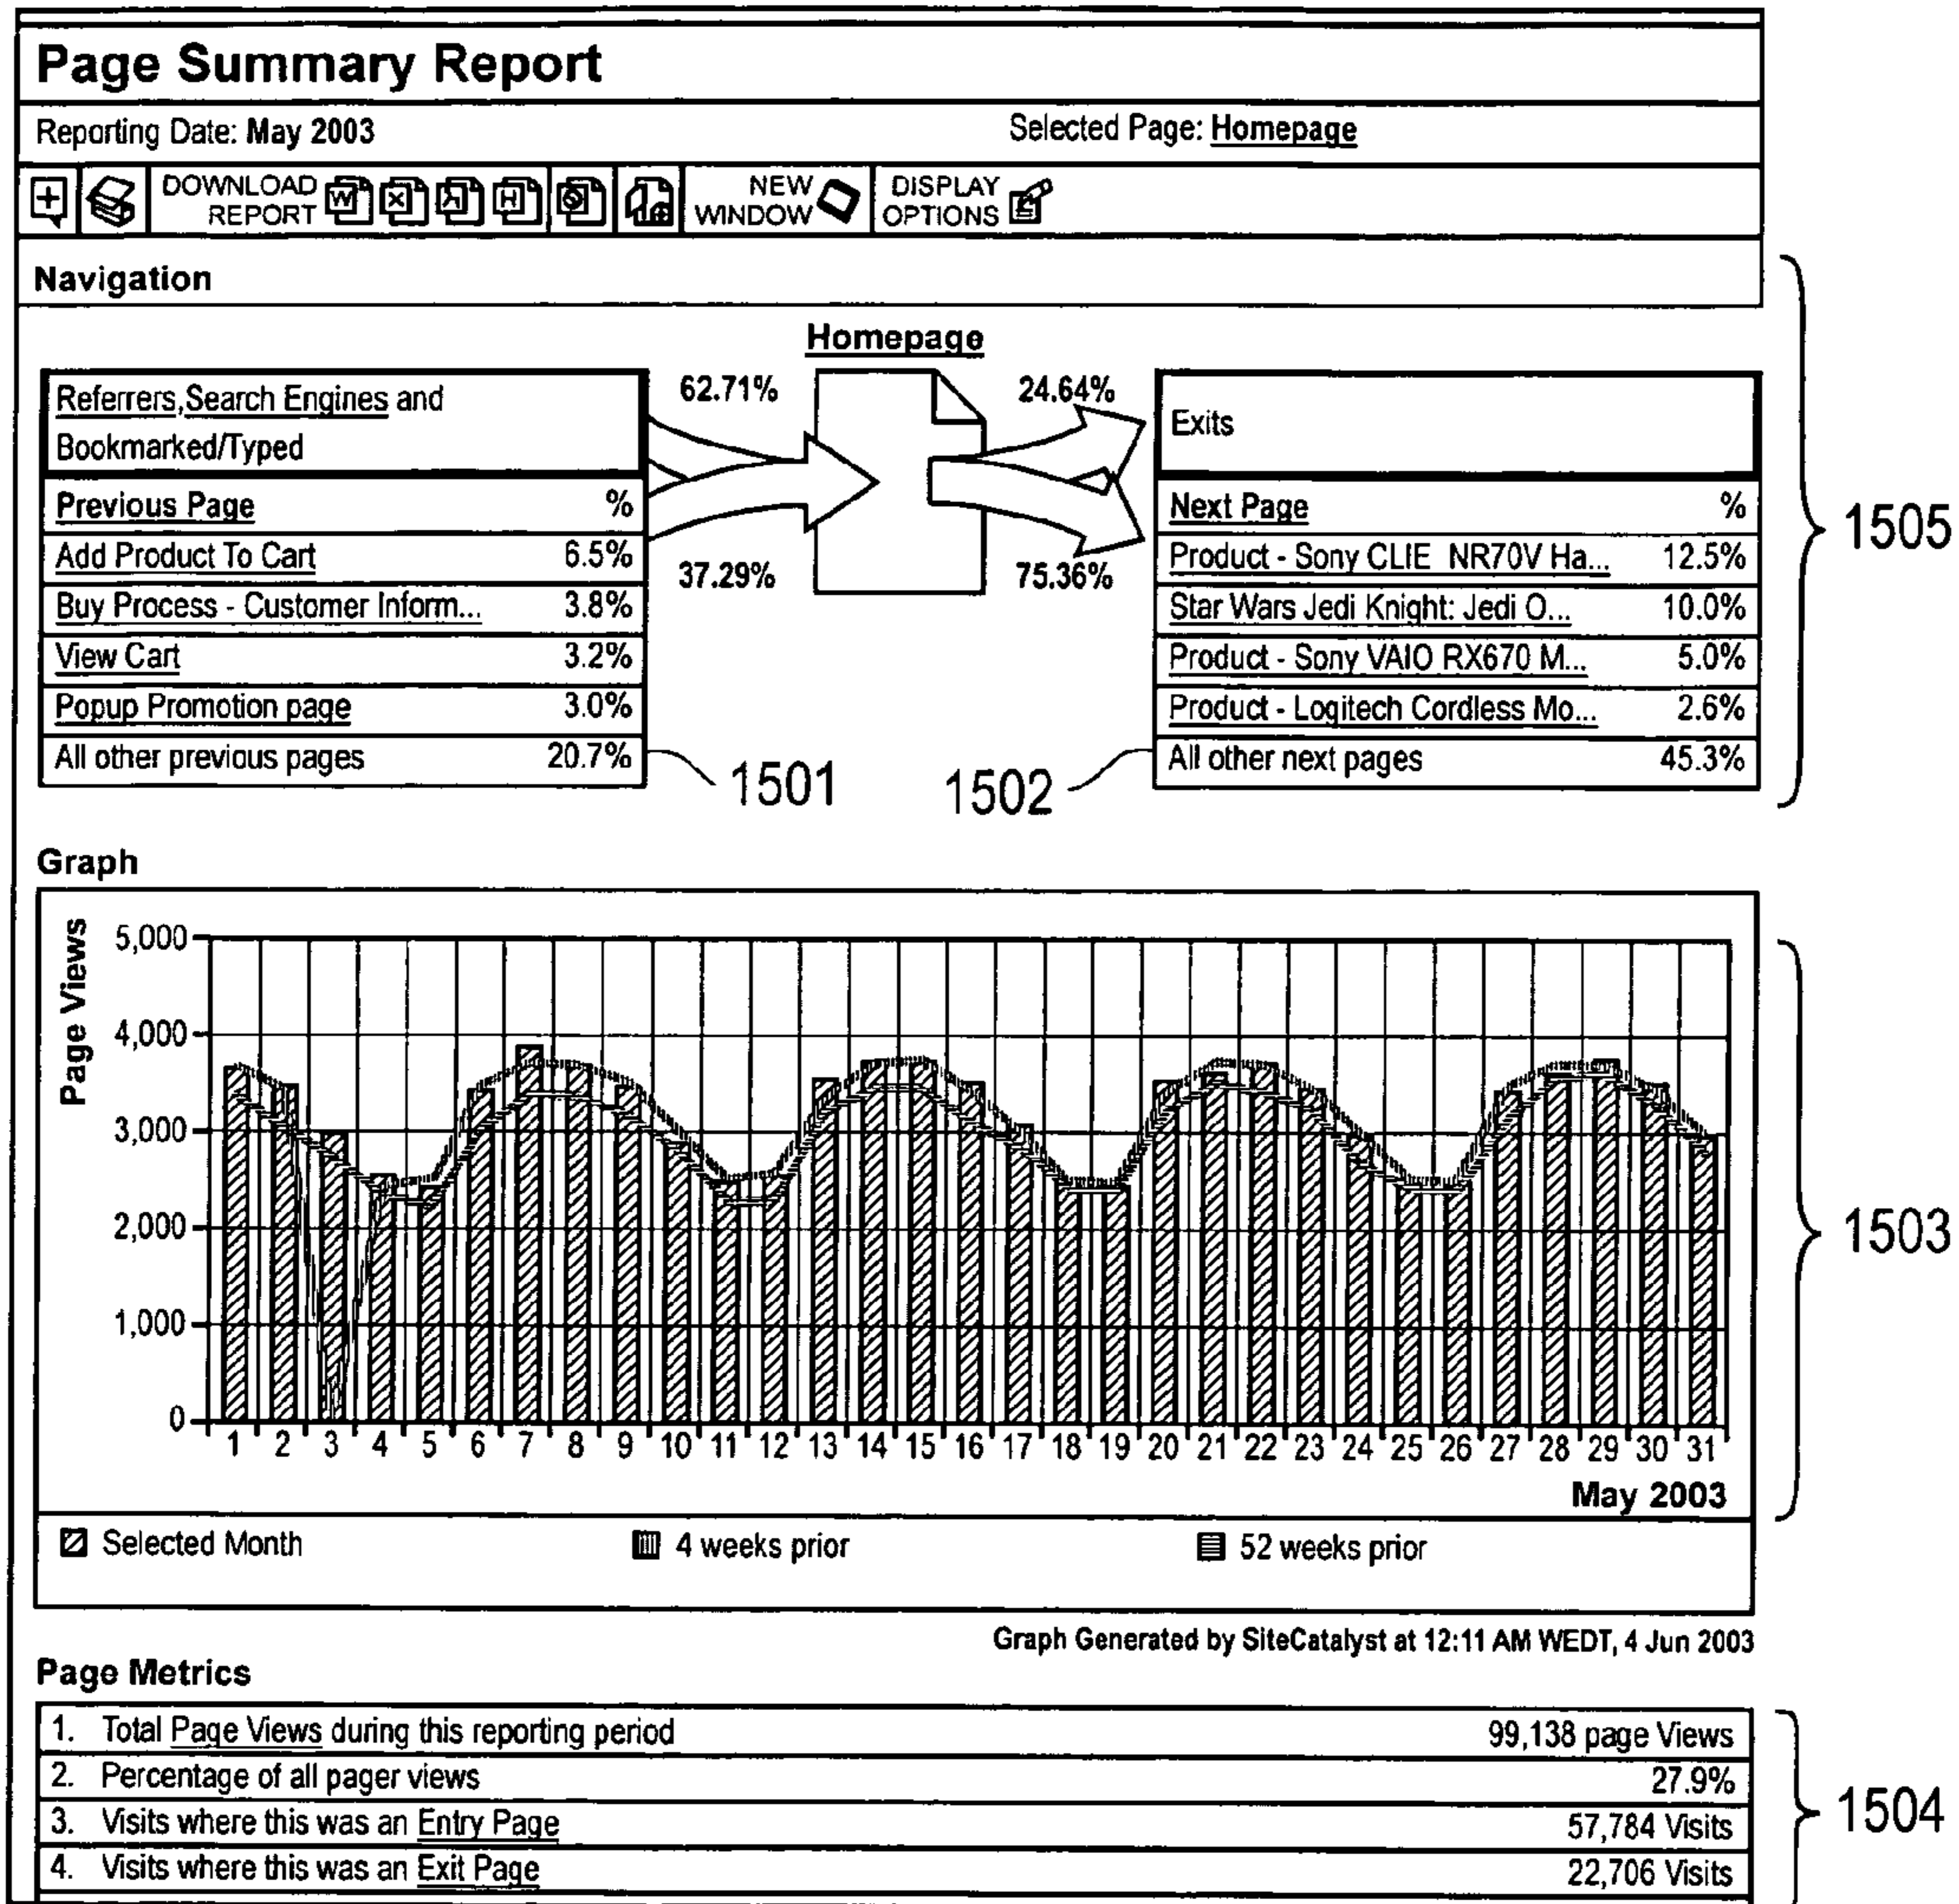 Page Summary Report
Reporting Date: May 2003 Selected Page: Homepage
DOWNLOAD REPORT W X H NEW WINDOW DISPLAY OPTIONS
Navigation
Homepage
Referrers,Search Engines and
Bookmarked/Typed
62.71%
24.64%
Exits
Previous Page %
Add Product To Cart 6.5%
Buy Process - Customer Inform... 3.8%
View Cart 3.2%
Popup Promotion page 3.0%
All other previous pages 20.7%
37.29%
75.36%
Next Page %
Product - Sony CLIE NR70V Ha... 12.5%
Star Wars Jedi Knight: Jedi O... 10.0%
Product - Sony VAIO RX670 M... 5.0%
Product - Logitech Cordless Mo... 2.6%
All other next pages 45.3%
1505
1501
1502
Graph
Page Views
5,000
4,000
3,000
2,000
1,000
0
1 2 3 4 5 6 7 8 9 10 11 12 13 14 15 16 17 18 19 20 21 22 23 24 25 26 27 28 29 30 31
May 2003
Selected Month 4 weeks prior 52 weeks prior
1503
Graph Generated by SiteCatalyst at 12:11 AM WEDT, 4 Jun 2003
Page Metrics
1. Total Page Views during this reporting period 99,138 page Views
2. Percentage of all pager views 27.9%
3. Visits where this was an Entry Page 57,784 Visits
4. Visits where this was an Exit Page 22,706 Visits
1504